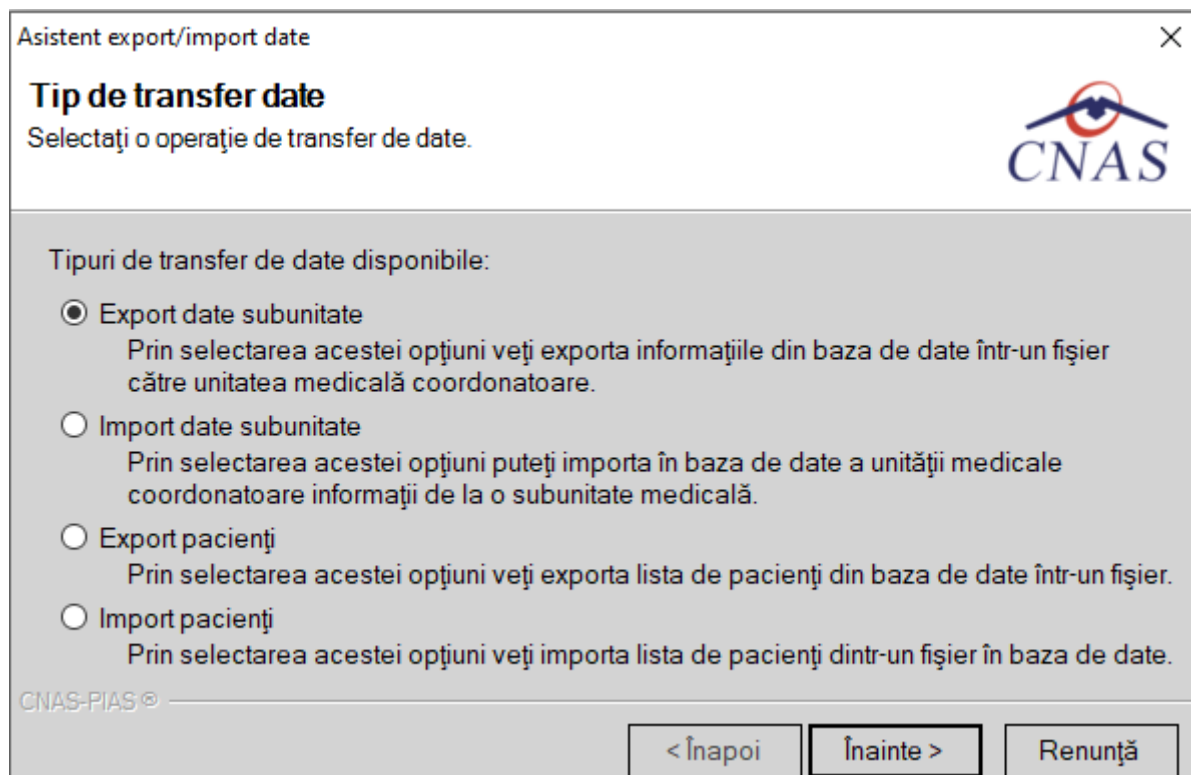 Asistent export/import date
Tip de transfer date
Selectaţi o operaţie de transfer de date.
CNAS
Tipuri de transfer de date disponibile:
Export date subunitate
Prin selectarea acestei opţiuni veţi exporta informaţiile din baza de date într-un fişier
către unitatea medicală coordonatoare.
Import date subunitate
Prin selectarea acestei opţiuni puteţi importa în baza de date a unităţii medicale
coordonatoare informaţii de la o subunitate medicală.
Export pacienţi
Prin selectarea acestei opţiuni veţi exporta lista de pacienţi din baza de date într-un fişier.
Import pacienţi
Prin selectarea acestei opţiuni veţi importa lista de pacienţi dintr-un fişier în baza de date.
CNAS-PIAS ®
< Înapoi
Înainte >
Renunţă